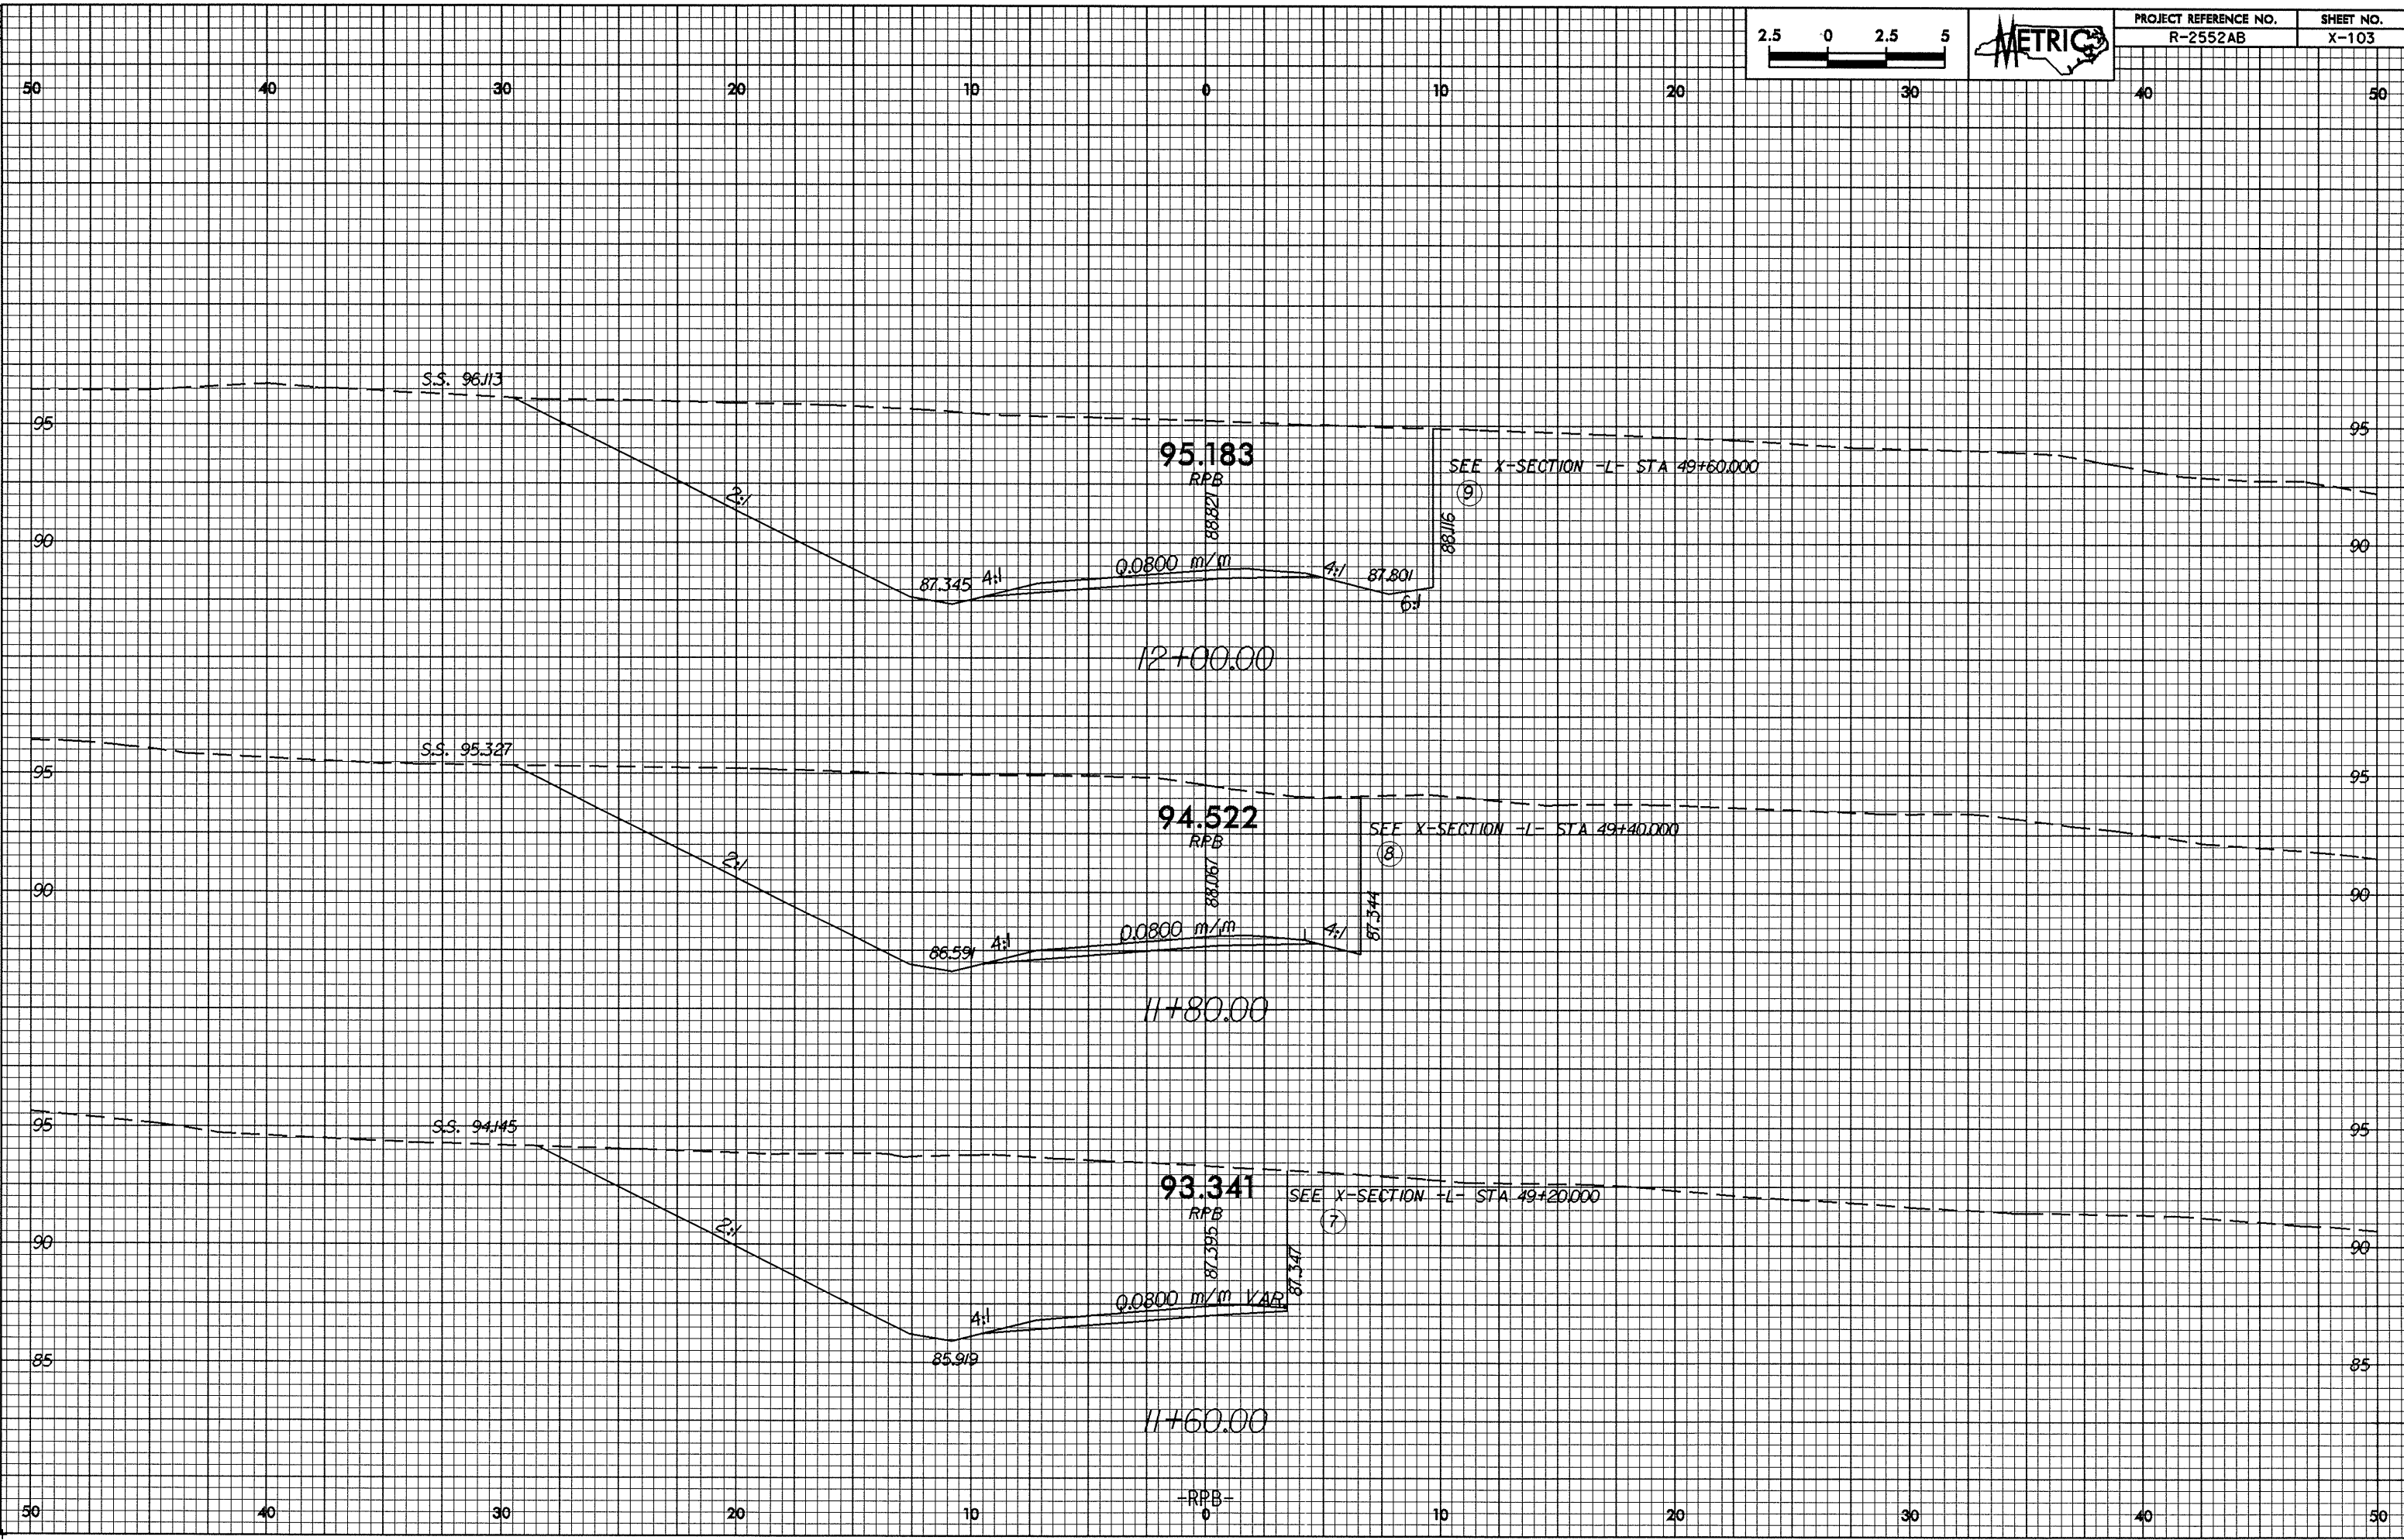 2.5 0 2.5 5
METRIC
PROJECT REFERENCE NO. SHEET NO.
R-2552AB X-103
50 40 30 20 10 0 10 20 30 40 50
S.S. 96.113
95 95
95.183
RPB
SEE X-SECTION -L- STA 49+60.000
9
2:1
88.821
88.116
90 90
0.0800 m/m
87.345 4:1 4:1 87.801
6:1
12+00.00
S.S. 95.327
95 95
94.522
RPB
SEE X-SECTION -L- STA 49+40.000
8
2:1
88.067
87.344
90 90
0.0800 m/m
86.591 4:1 4:1
11+80.00
S.S. 94.145
95 95
93.341
RPB
SEE X-SECTION -L- STA 49+20.000
7
2:1
87.395
87.347
90 90
0.0800 m/m VAR.
4:1
85.919
85 85
11+60.00
-RPB-
50 40 30 20 10 0 10 20 30 40 50